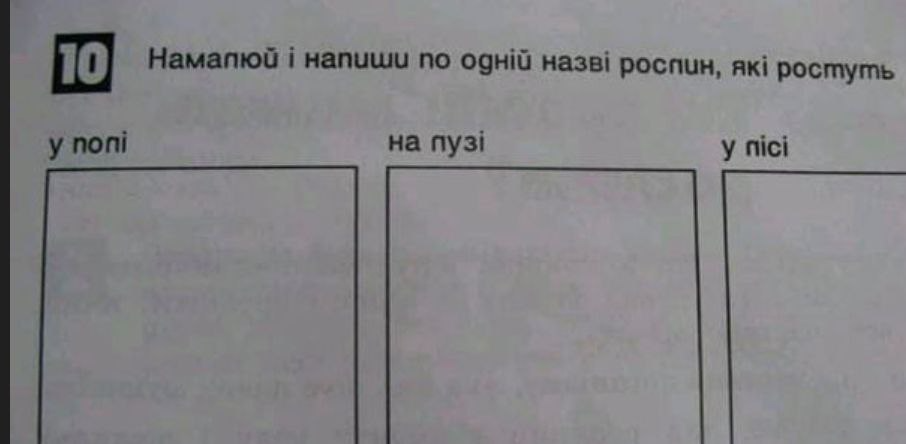 10 Намалюй і напиши по одній назві рослин, які ростуть
у полі на лузі у лісі